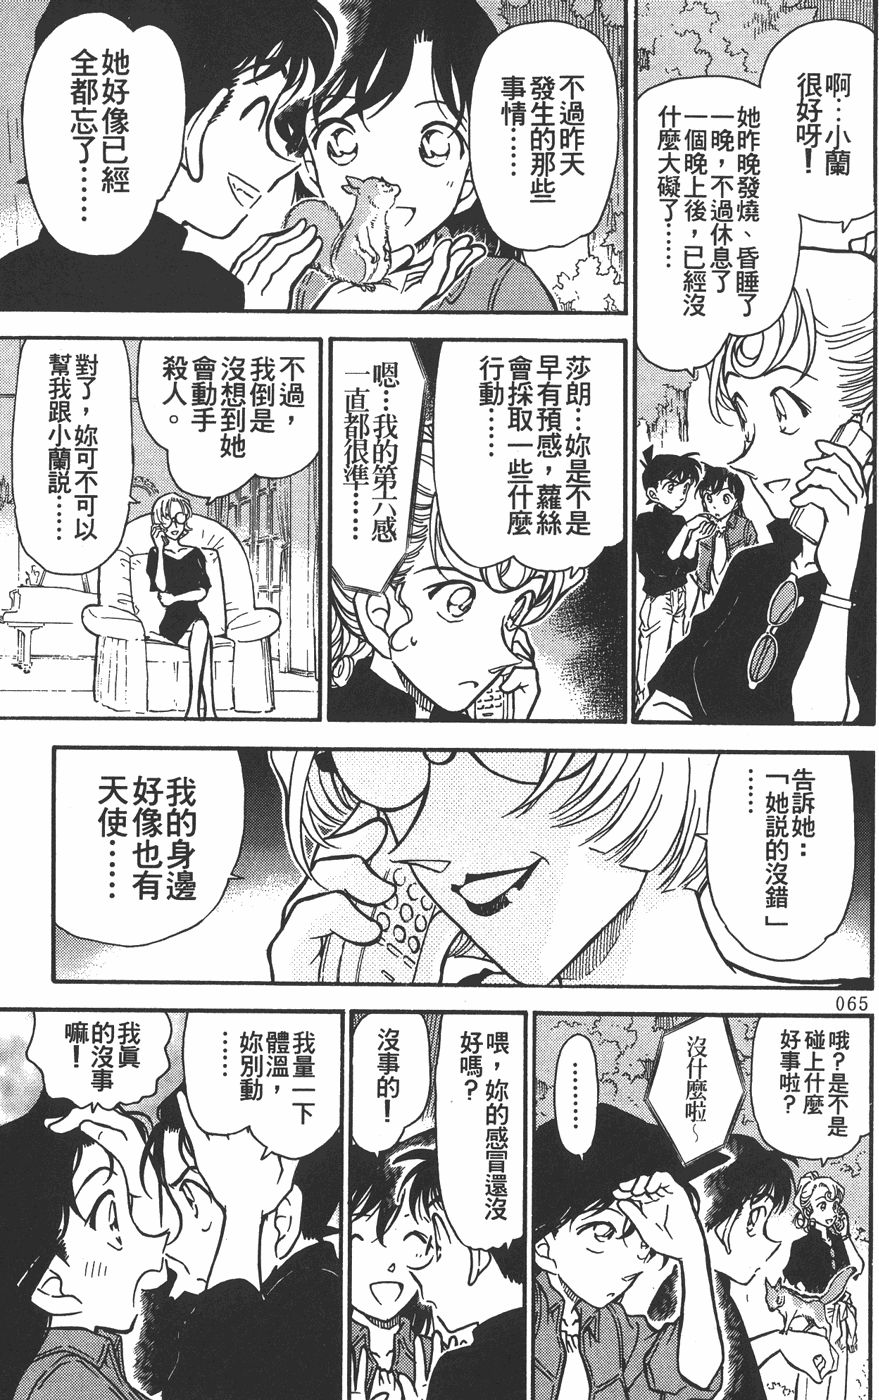 啊…小蘭
很好呀！
她昨晚發燒、昏睡了
一晚，不過休息了
一個晚上後，已經沒
什麼大礙了……
不過昨天
發生的那些
事情……
她好像已經
全都忘了……
莎朗…妳是不是
早有預感，蘿絲
會採取一些什麼
行動…
嗯…我的第六感
一直都很準……
不過，
我倒是
沒想到她
會動手
殺人。
對了，妳可不可以
幫我跟小蘭說……
告訴她：
「她説的沒錯」
……
我的身邊
好像也有
天使……
065
哦？是不是
碰上什麼
好事啦？
沒什麼啦～
………
喂，妳的感冒還沒
好嗎？
沒事的！
我量一下
體溫，
妳別動
……
我眞
的沒事
嘛！